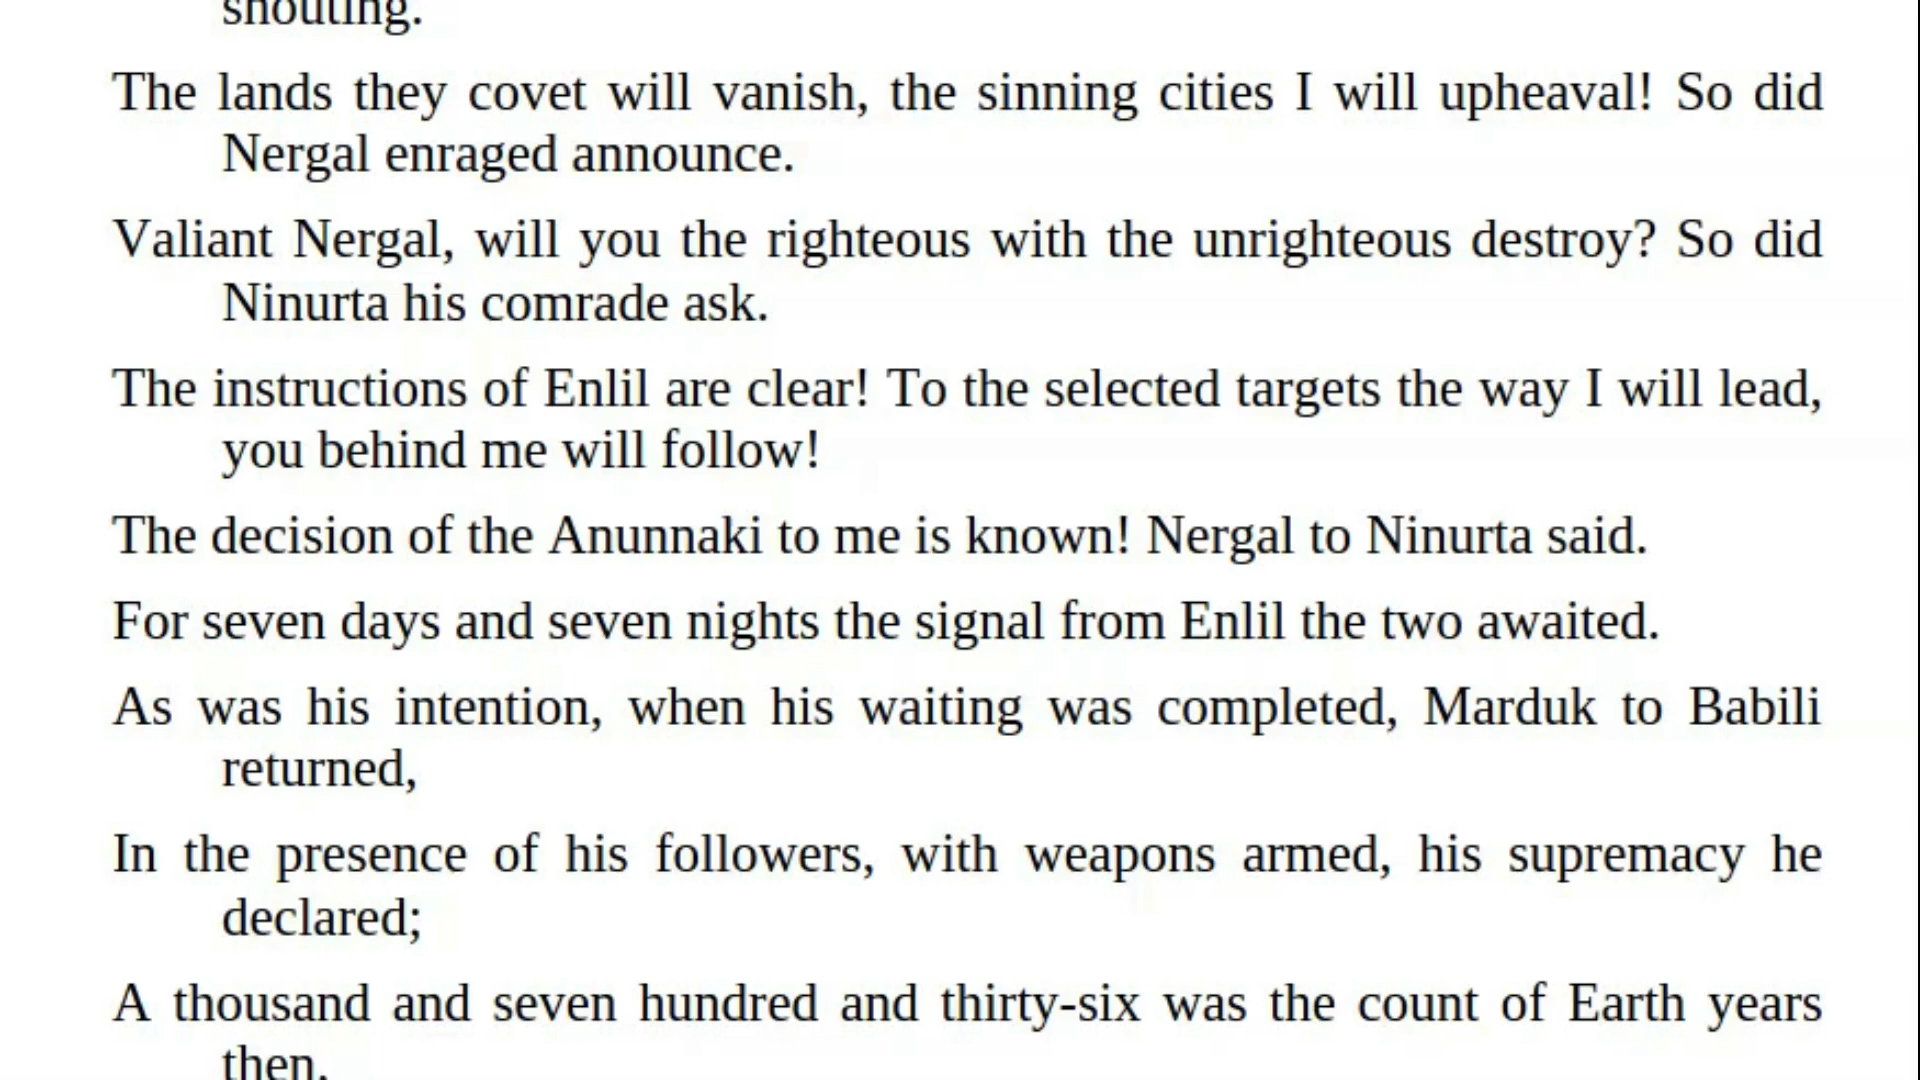 shouting.
The lands they covet will vanish, the sinning cities I will upheaval! So did
Nergal enraged announce.
Valiant Nergal, will you the righteous with the unrighteous destroy? So did
Ninurta his comrade ask.
The instructions of Enlil are clear! To the selected targets the way I will lead,
you behind me will follow!
The decision of the Anunnaki to me is known! Nergal to Ninurta said.
For seven days and seven nights the signal from Enlil the two awaited.
As was his intention, when his waiting was completed, Marduk to Babili
returned,
In the presence of his followers, with weapons armed, his supremacy he
declared;
A thousand and seven hundred and thirty-six was the count of Earth years
then.